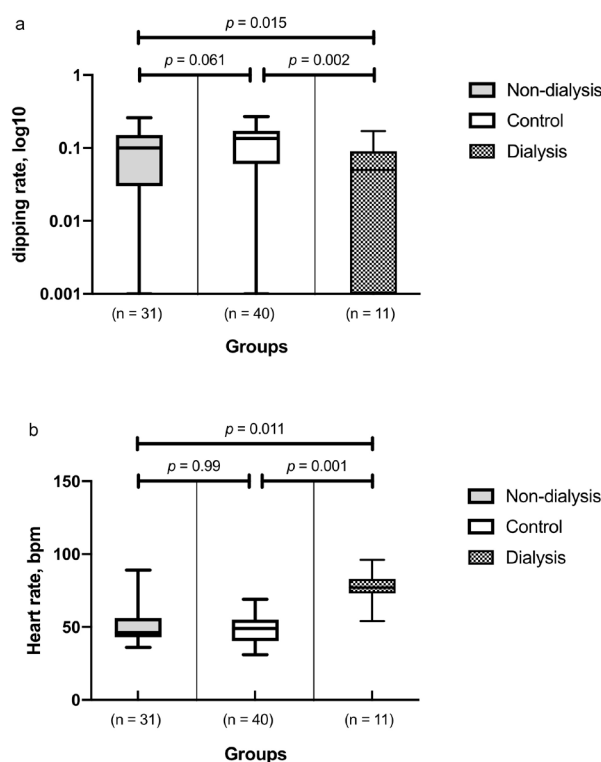 a
p = 0.015
p = 0.061 p = 0.002
1
0.1
0.01
0.001
dipping rate, log10
(n = 31) (n = 40) (n = 11)
Groups
Non-dialysis
Control
Dialysis
b
p = 0.011
p = 0.99 p = 0.001
150
100
50
0
Heart rate, bpm
(n = 31) (n = 40) (n = 11)
Groups
Non-dialysis
Control
Dialysis